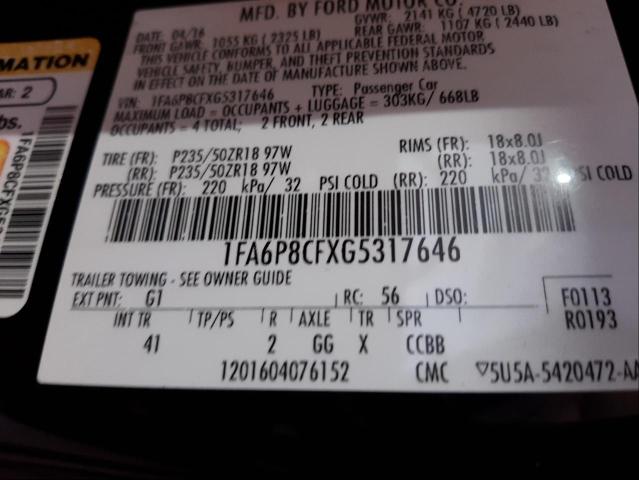 MFD. BY FORD MOTOR CO.
DATE: 04/16 GVWR: 2141 KG ( 4720 LB)
FRONT GAWR: 1055 KG ( 2325 LB) REAR GAWR: 1107 KG ( 2440 LB)
THIS VEHICLE CONFORMS TO ALL APPLICABLE FEDERAL MOTOR
VEHICLE SAFETY, BUMPER, AND THEFT PREVENTION STANDARDS
IN EFFECT ON THE DATE OF MANUFACTURE SHOWN ABOVE.
VIN: 1FA6P8CFXG5317646 TYPE: Passenger Car
MAXIMUM LOAD = OCCUPANTS + LUGGAGE = 303KG/ 668LB
OCCUPANTS = 4 TOTAL, 2 FRONT, 2 REAR
TIRE (FR): P235/50ZR18 97W RIMS (FR): 18x8.0J
(RR): P235/50ZR18 97W (RR): 18x8.0J
PRESSURE (FR): 220 kPa/ 32 PSI COLD (RR): 220 kPa/ 32 PSI COLD
1FA6P8CFXG5317646
TRAILER TOWING - SEE OWNER GUIDE
EXT PNT: G1 RC: 56 DSO: F0113
R0193
INT TR TP/PS R AXLE TR SPR
41 2 GG X CCBB
1201604076152 CMC ▽5U5A-5420472-AA
MATION
AR: 2
bs.
1FA6P8CFXG53